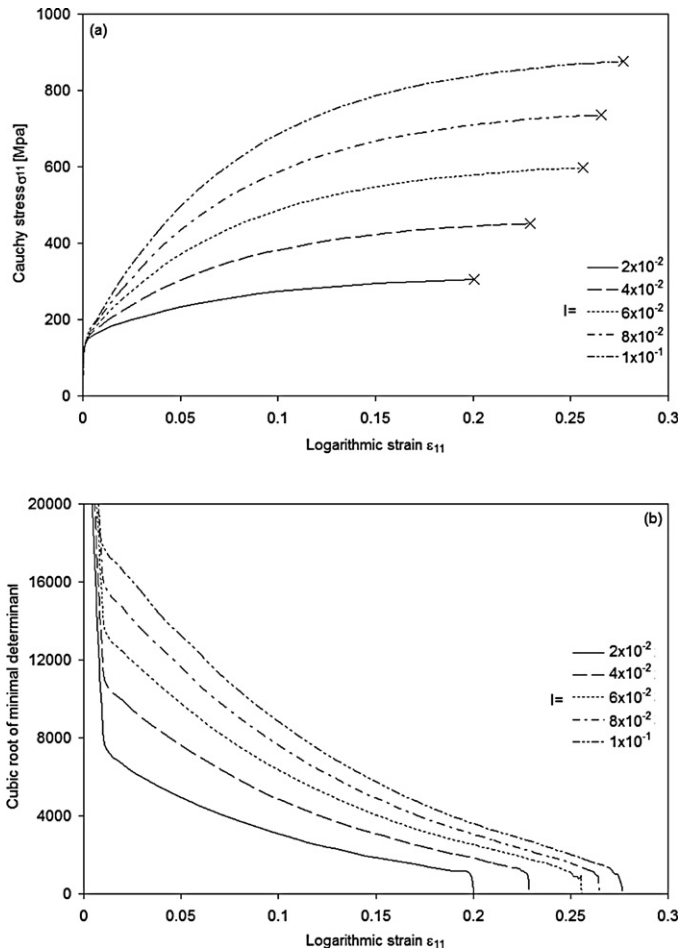 1000
(a)
800
600
400
200
0
Cauchy stress σ11 [Mpa]
2x10-2
4x10-2
I= 6x10-2
8x10-2
1x10-1
0 0.05 0.1 0.15 0.2 0.25 0.3
Logarithmic strain ε11
20000
(b)
16000
12000
8000
4000
0
Cubic root of minimal determinant
2x10-2
4x10-2
I= 6x10-2
8x10-2
1x10-1
0 0.05 0.1 0.15 0.2 0.25 0.3
Logarithmic strain ε11